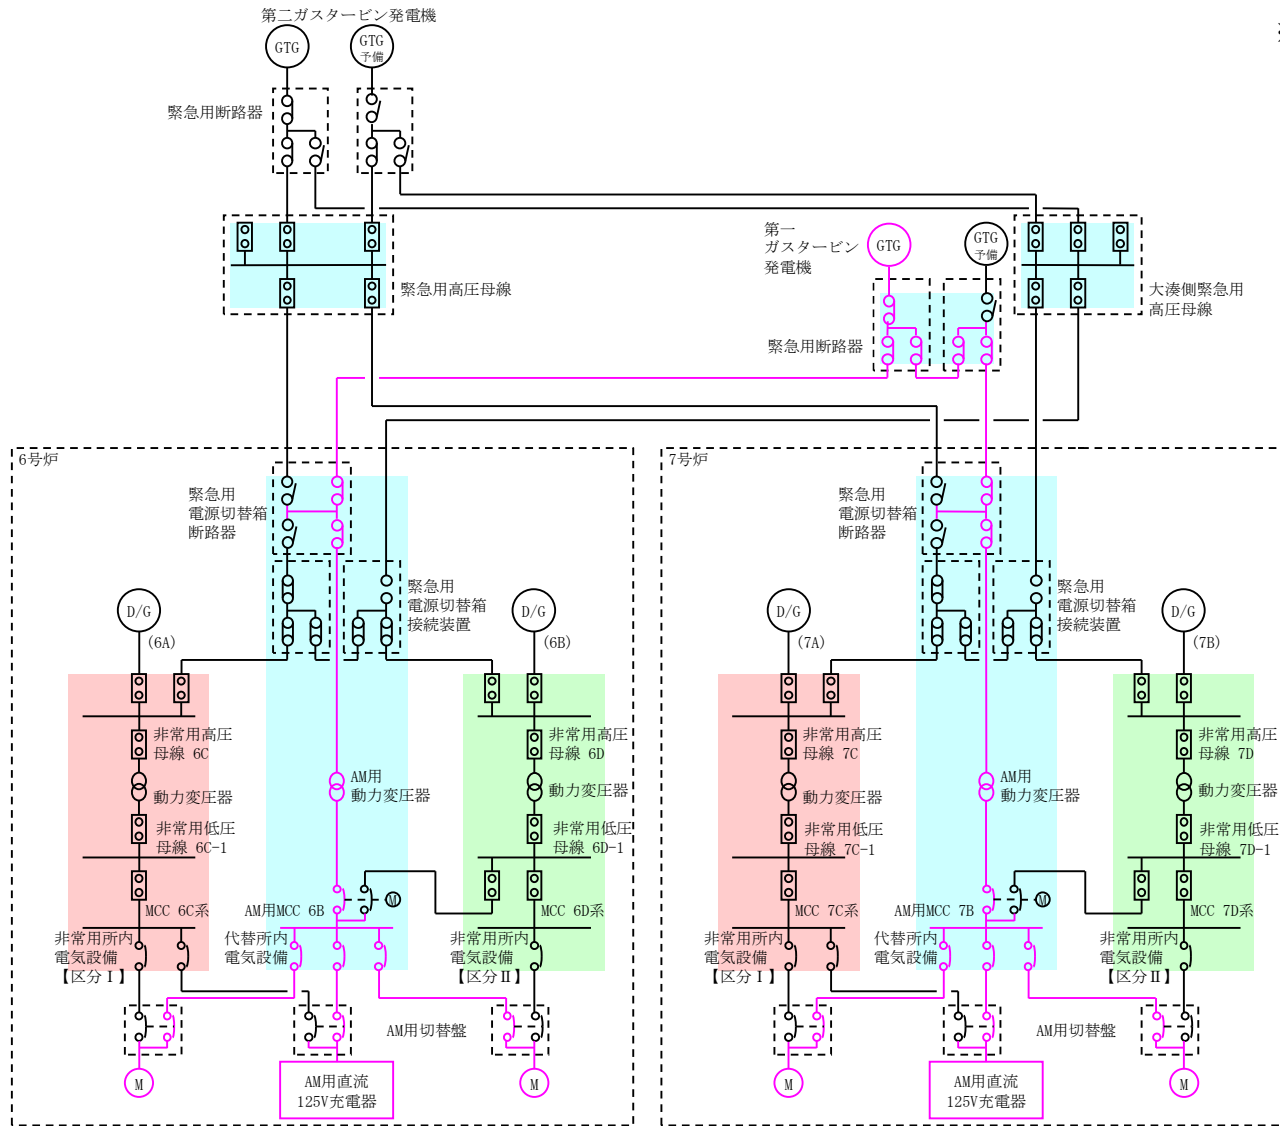 第二ガスタービン発電機
GTG
GTG
予備
緊急用断路器
緊急用高圧母線
第一
ガスタービン
発電機
GTG
GTG
予備
緊急用断路器
大湊側緊急用
高圧母線
6号炉
緊急用
電源切替箱
断路器
緊急用
電源切替箱
接続装置
D/G
(6A)
D/G
(6B)
非常用高圧
母線 6C
動力変圧器
非常用低圧
母線 6C-1
MCC 6C系
非常用所内
電気設備
【区分Ⅰ】
AM用
動力変圧器
AM用MCC 6B
M
代替所内
電気設備
非常用高圧
母線 6D
動力変圧器
非常用低圧
母線 6D-1
MCC 6D系
非常用所内
電気設備
【区分Ⅱ】
AM用切替盤
M
AM用直流
125V充電器
M
7号炉
緊急用
電源切替箱
断路器
緊急用
電源切替箱
接続装置
D/G
(7A)
D/G
(7B)
非常用高圧
母線 7C
動力変圧器
非常用低圧
母線 7C-1
MCC 7C系
非常用所内
電気設備
【区分Ⅰ】
AM用
動力変圧器
AM用MCC 7B
M
代替所内
電気設備
非常用高圧
母線 7D
動力変圧器
非常用低圧
母線 7D-1
MCC 7D系
非常用所内
電気設備
【区分Ⅱ】
AM用切替盤
M
AM用直流
125V充電器
M